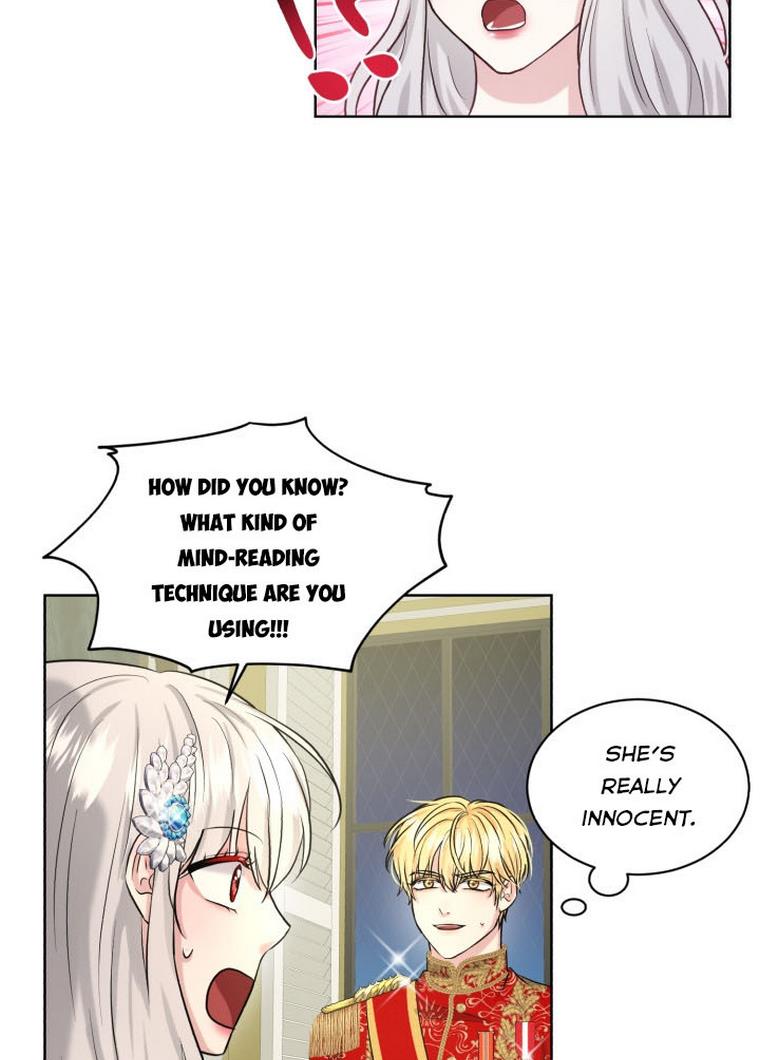 HOW DID YOU KNOW?
WHAT KIND OF
MIND-READING
TECHNIQUE ARE YOU
USING!!!
SHE'S
REALLY
INNOCENT.